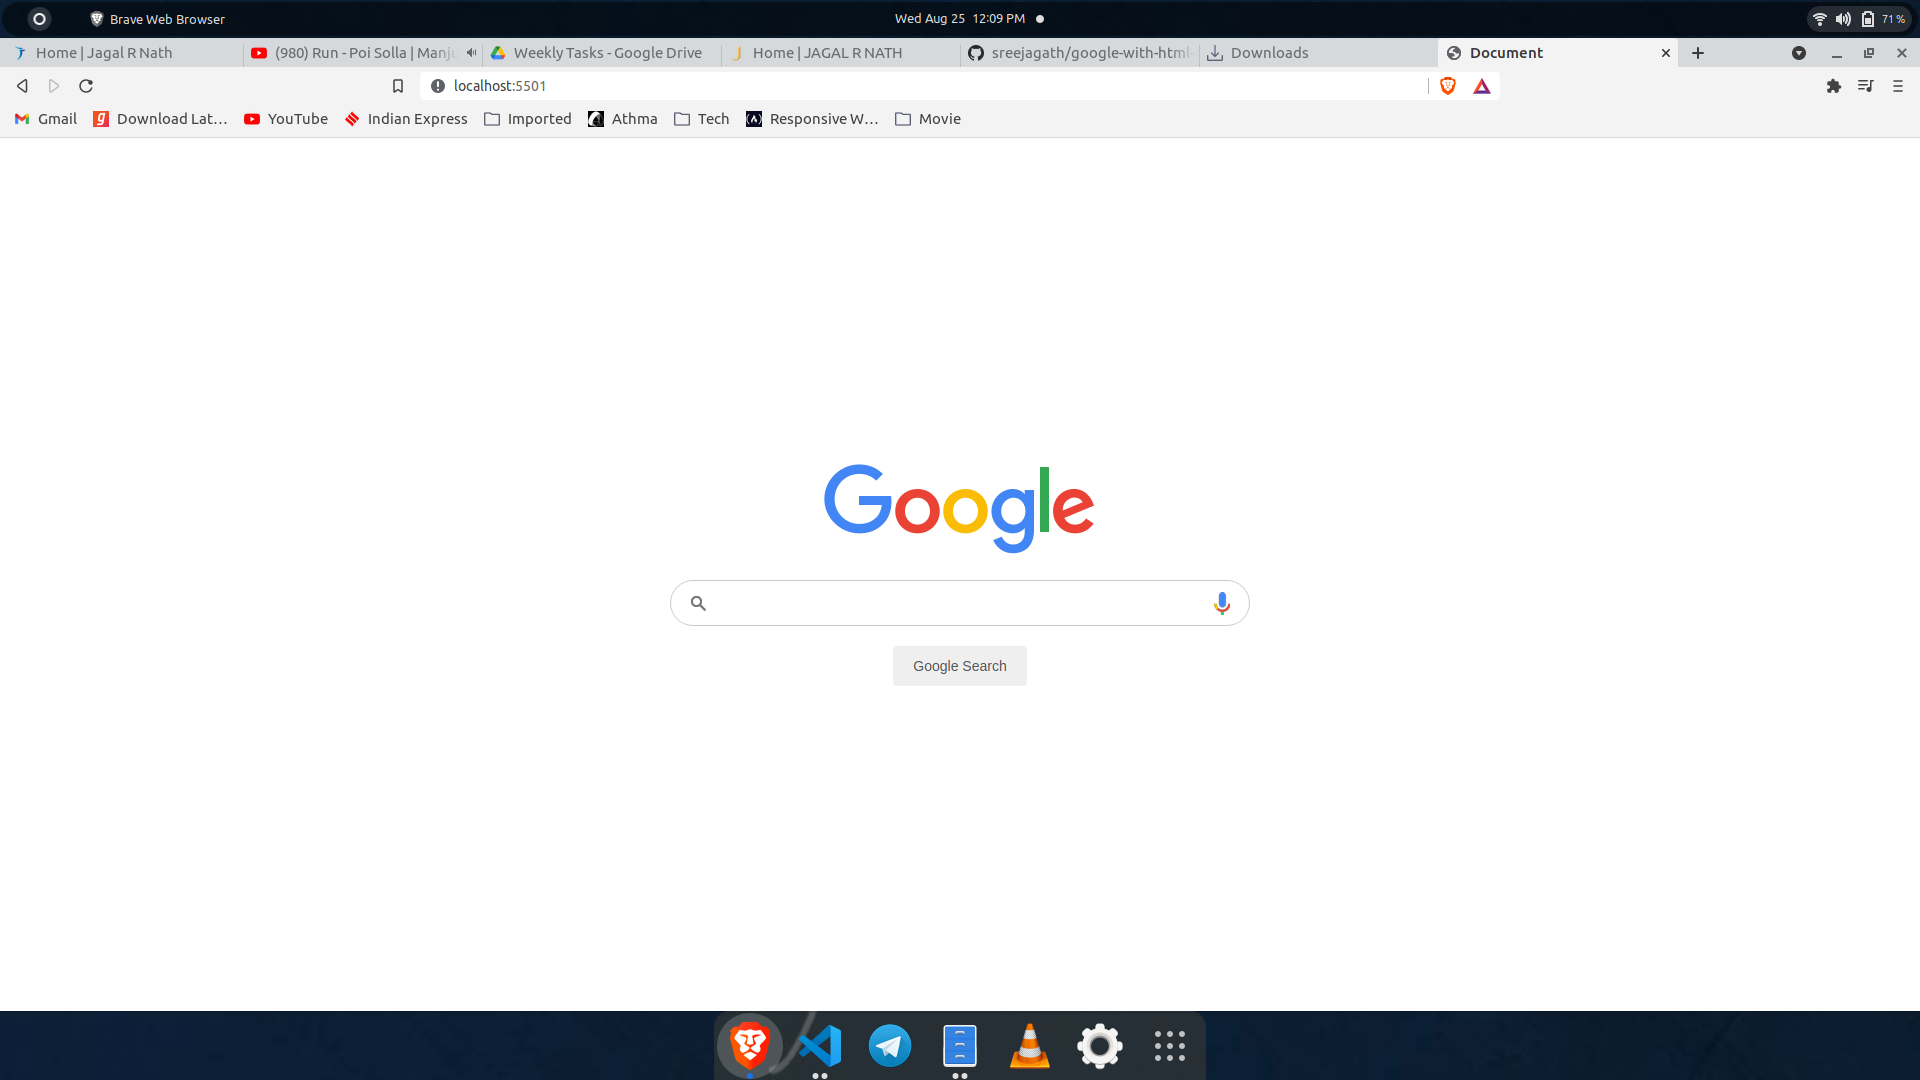 Brave Web Browser
Wed Aug 25 12:09 PM
71 %
Home | Jagal R Nath
(980) Run - Poi Solla | Manju
Weekly Tasks - Google Drive
Home | JAGAL R NATH
sreejagath/google-with-html-
Downloads
Document
localhost:5501
Gmail
Download Lat…
YouTube
Indian Express
Imported
Athma
Tech
Responsive W…
Movie
Google
Google Search